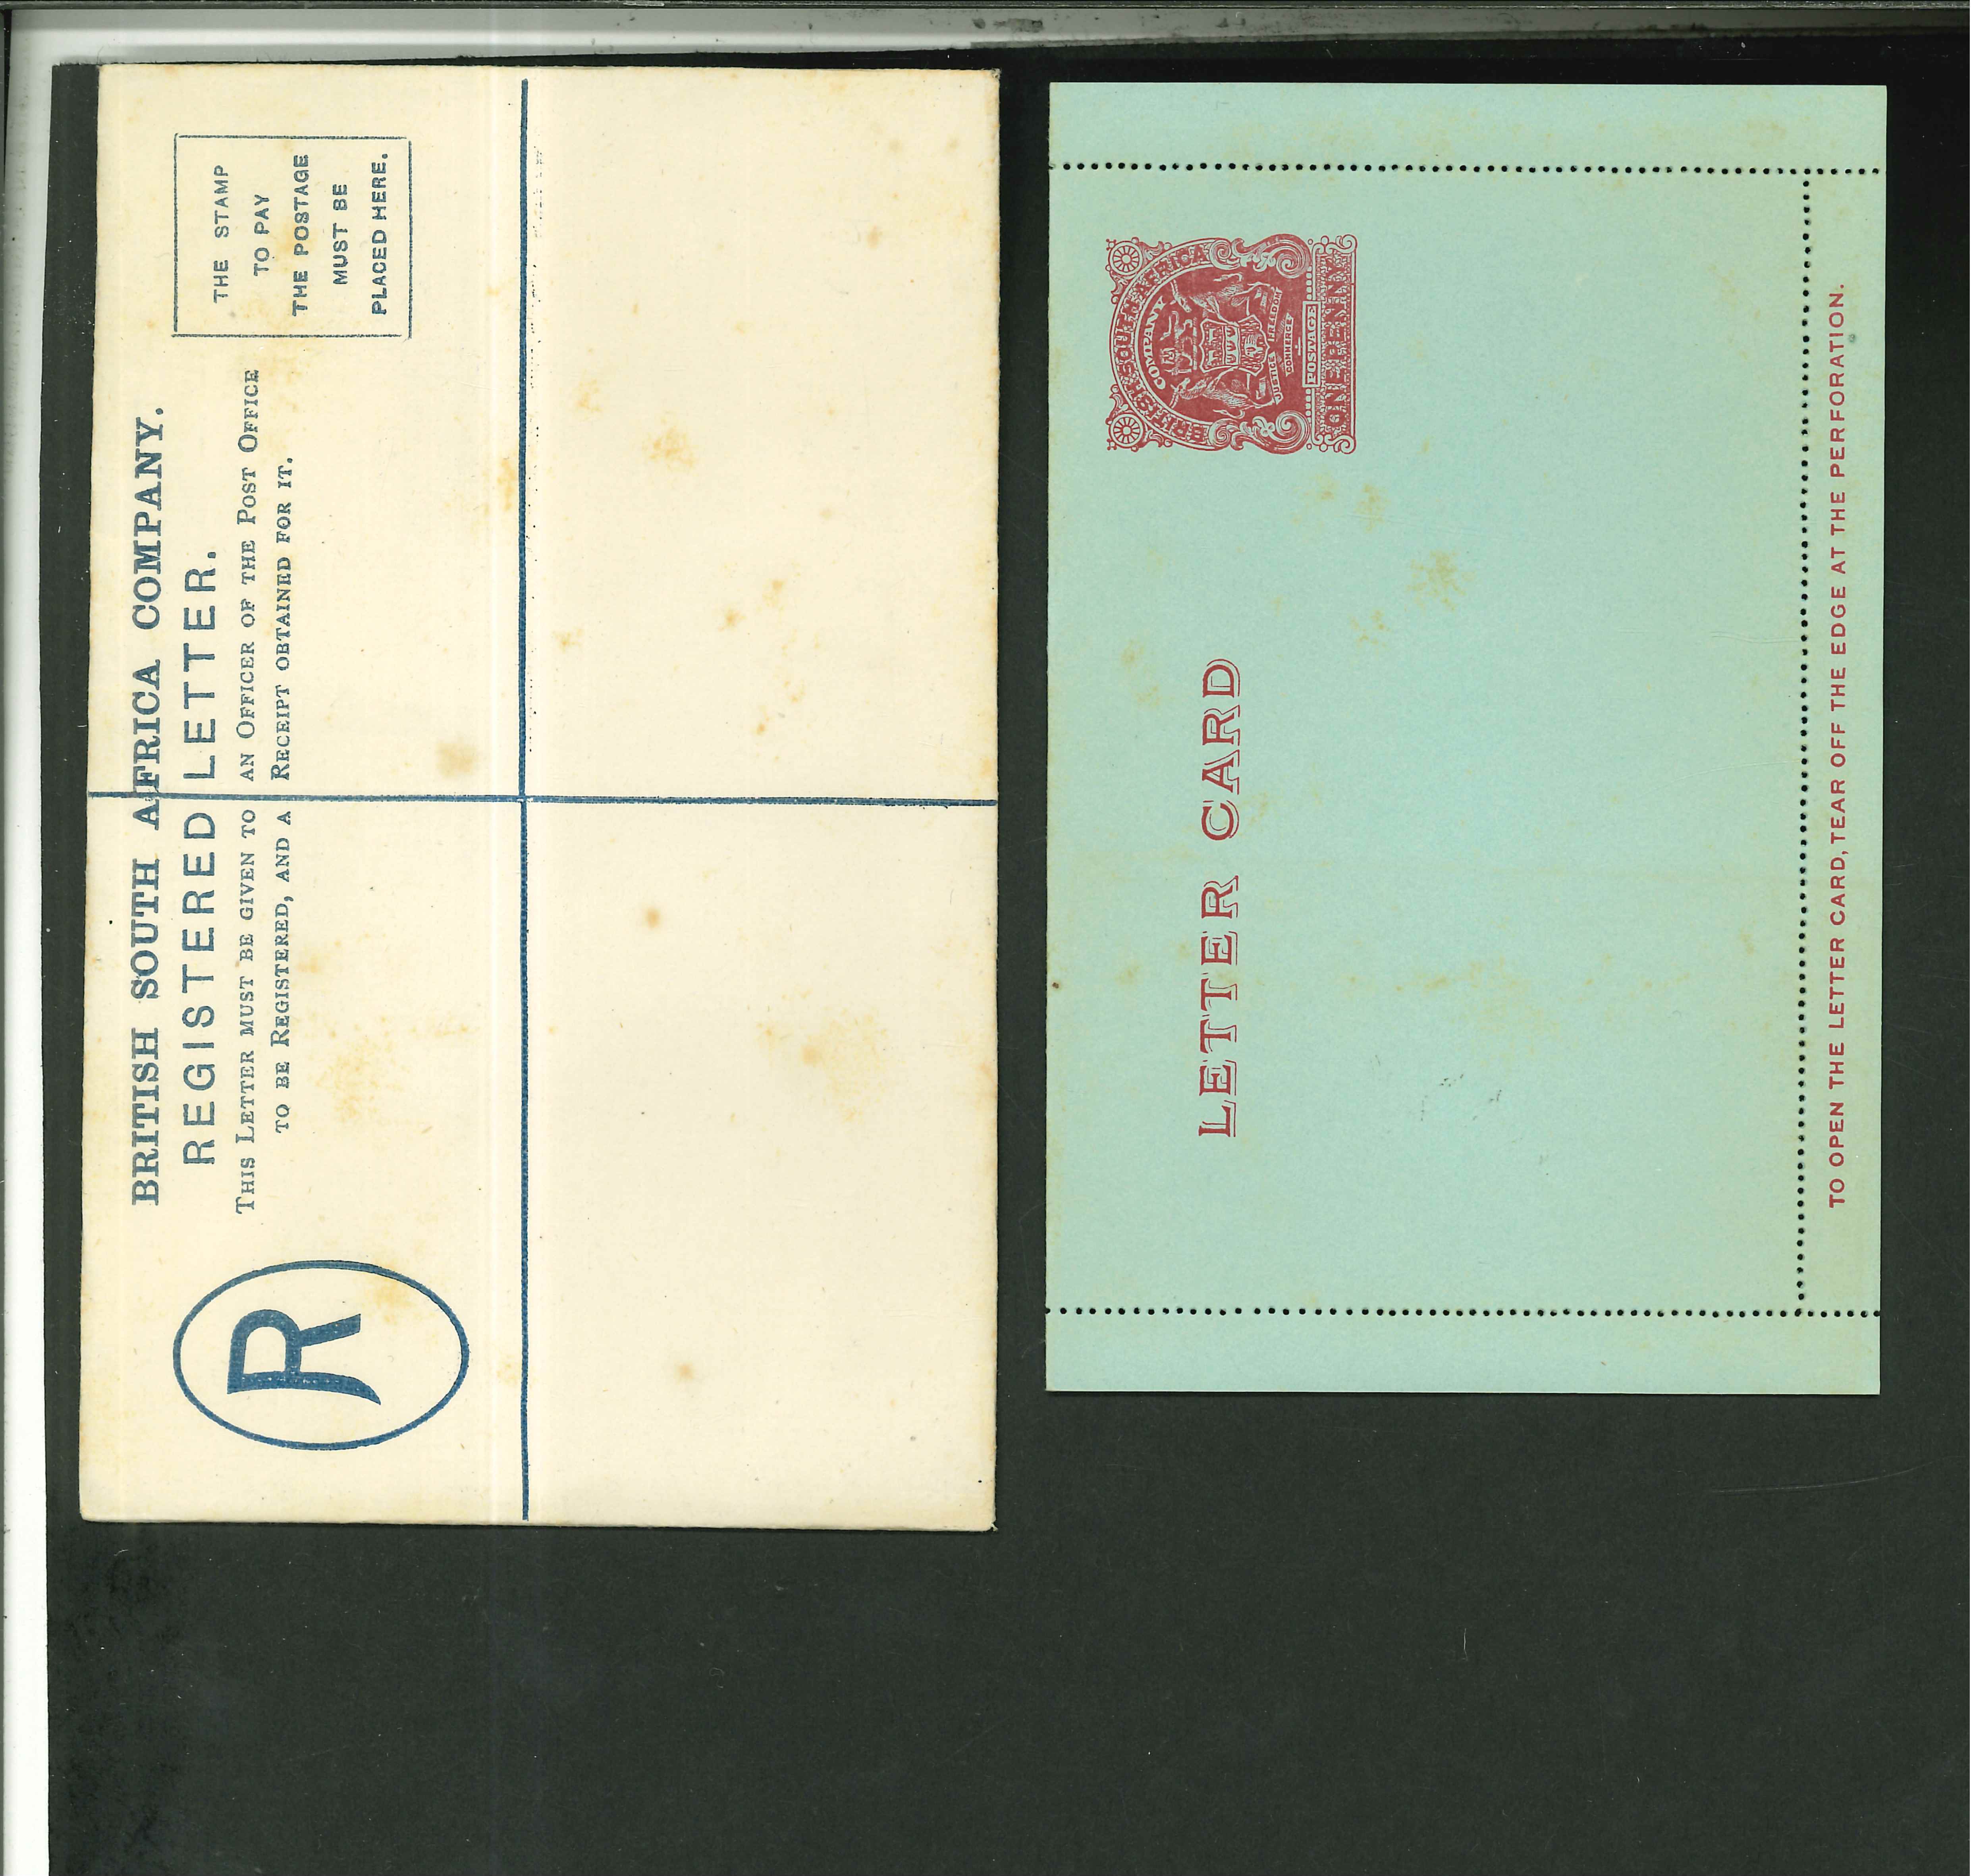 BRITISH SOUTH AFRICA COMPANY.
REGISTERED LETTER.
THIS LETTER MUST BE GIVEN TO AN OFFICER OF THE POST OFFICE
TO BE REGISTERED, AND A RECEIPT OBTAINED FOR IT.
THE STAMP
TO PAY
THE POSTAGE
MUST BE
PLACED HERE.
R
BRITISH SOUTH AFRICA
COMPANY
JUSTICE FREEDOM
COMMERCE
POSTAGE
ONE PENNY
LETTER CARD
TO OPEN THE LETTER CARD, TEAR OFF THE EDGE AT THE PERFORATION.